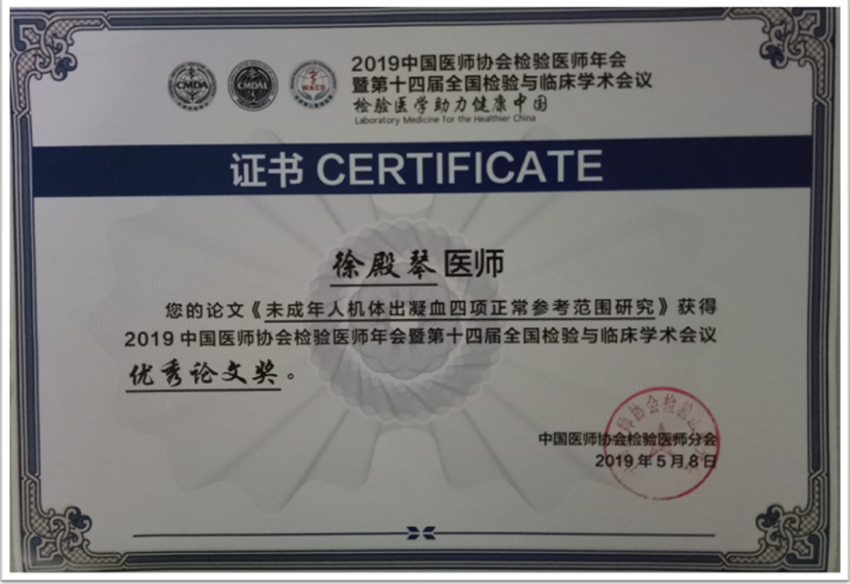 CMDA
CMDAL
WACD
2019中国医师协会检验医师年会
暨第十四届全国检验与临床学术会议
检验医学助力健康中国
Laboratory Medicine for the Healthier China
证书 CERTIFICATE
徐殿琴 医师
您的论文《未成年人机体出凝血四项正常参考范围研究》获得
2019 中国医师协会检验医师年会暨第十四届全国检验与临床学术会议
优秀论文奖。
中国医师协会检验医师分会
2019 年 5 月 8 日